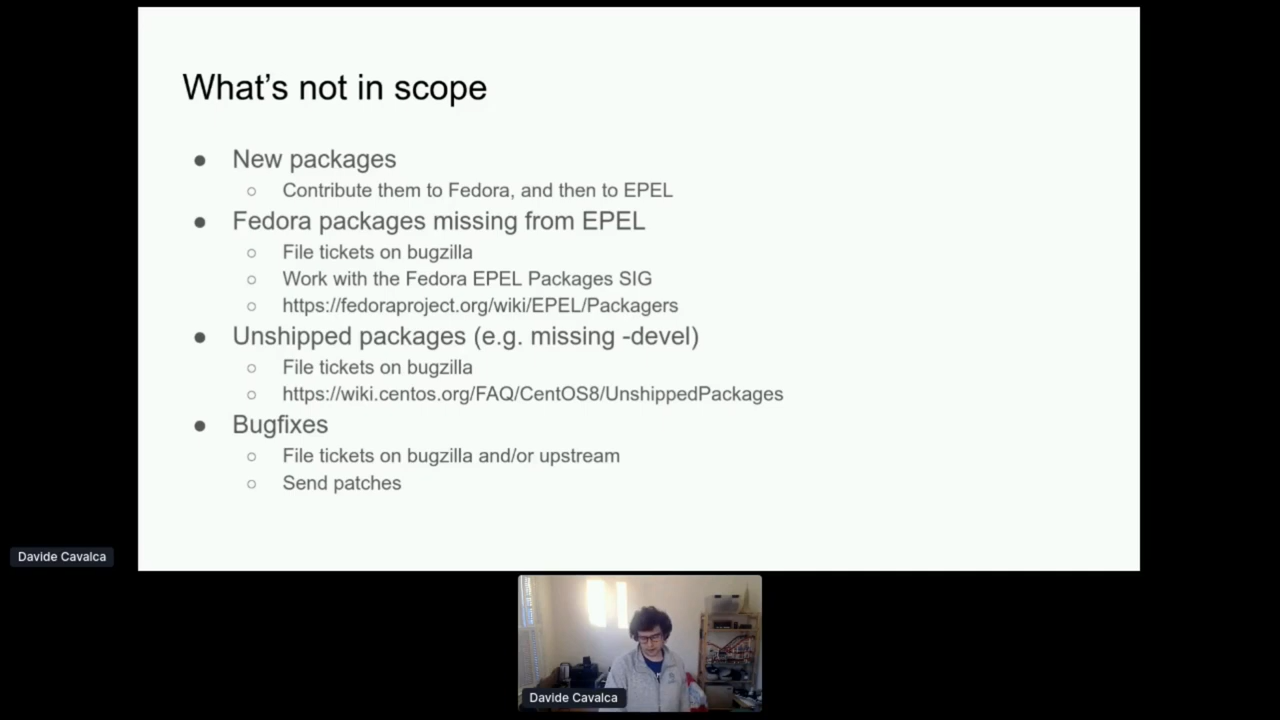 What’s not in scope
● New packages
○ Contribute them to Fedora, and then to EPEL
● Fedora packages missing from EPEL
○ File tickets on bugzilla
○ Work with the Fedora EPEL Packages SIG
○ https://fedoraproject.org/wiki/EPEL/Packagers
● Unshipped packages (e.g. missing -devel)
○ File tickets on bugzilla
○ https://wiki.centos.org/FAQ/CentOS8/UnshippedPackages
● Bugfixes
○ File tickets on bugzilla and/or upstream
○ Send patches
Davide Cavalca
Davide Cavalca